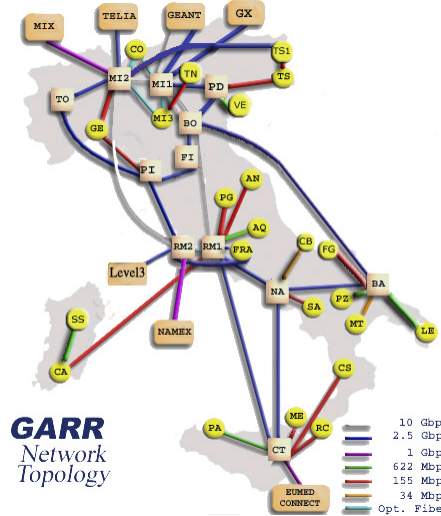 MIX
TELIA
GEANT
GX
CO
TS1
MI2
MI1
TN
PD
TS
TO
VE
MI3
GE
BO
PI
FI
AN
PG
AQ
RM2
RM1
FRA
CB
FG
Level3
NA
BA
SA
PZ
MT
LE
SS
NAMEX
CA
CS
ME
PA
RC
CT
EUMED
CONNECT
GARR
Network
Topology
10 Gbp
2.5 Gbp
1 Gbp
622 Mbp
155 Mbp
34 Mbp
Opt. Fibe